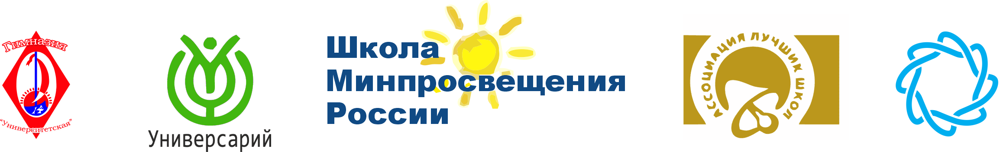 Гимназия
14
“Университетская”
Универсарий
Школа
Минпросвещения
России
АССОЦИАЦИЯ ЛУЧШИХ ШКОЛ